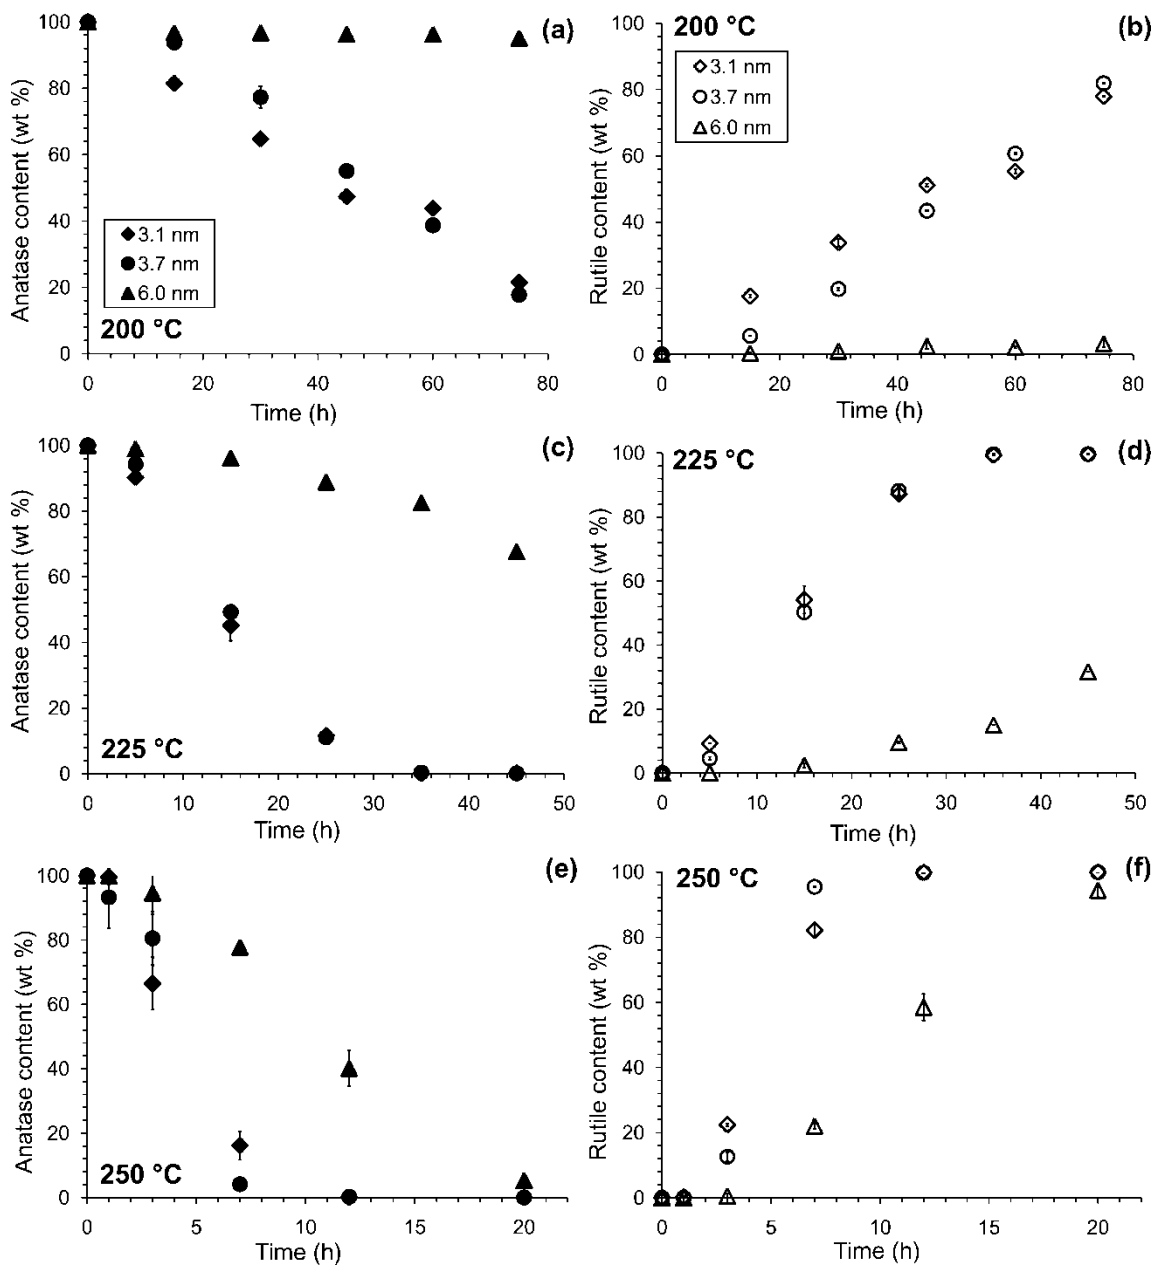 (a)
Anatase content (wt %)
100
80
60
40
20
0
3.1 nm
3.7 nm
6.0 nm
200 °C
0 20 40 60 80
Time (h)
200 °C
(b)
Rutile content (wt %)
100
80
60
40
20
0
3.1 nm
3.7 nm
6.0 nm
0 20 40 60 80
Time (h)
(c)
Anatase content (wt %)
100
80
60
40
20
0
225 °C
0 10 20 30 40 50
Time (h)
225 °C
(d)
Rutile content (wt %)
100
80
60
40
20
0
0 10 20 30 40 50
Time (h)
(e)
Anatase content (wt %)
100
80
60
40
20
0
250 °C
0 5 10 15 20
Time (h)
250 °C
(f)
Rutile content (wt %)
100
80
60
40
20
0
0 5 10 15 20
Time (h)